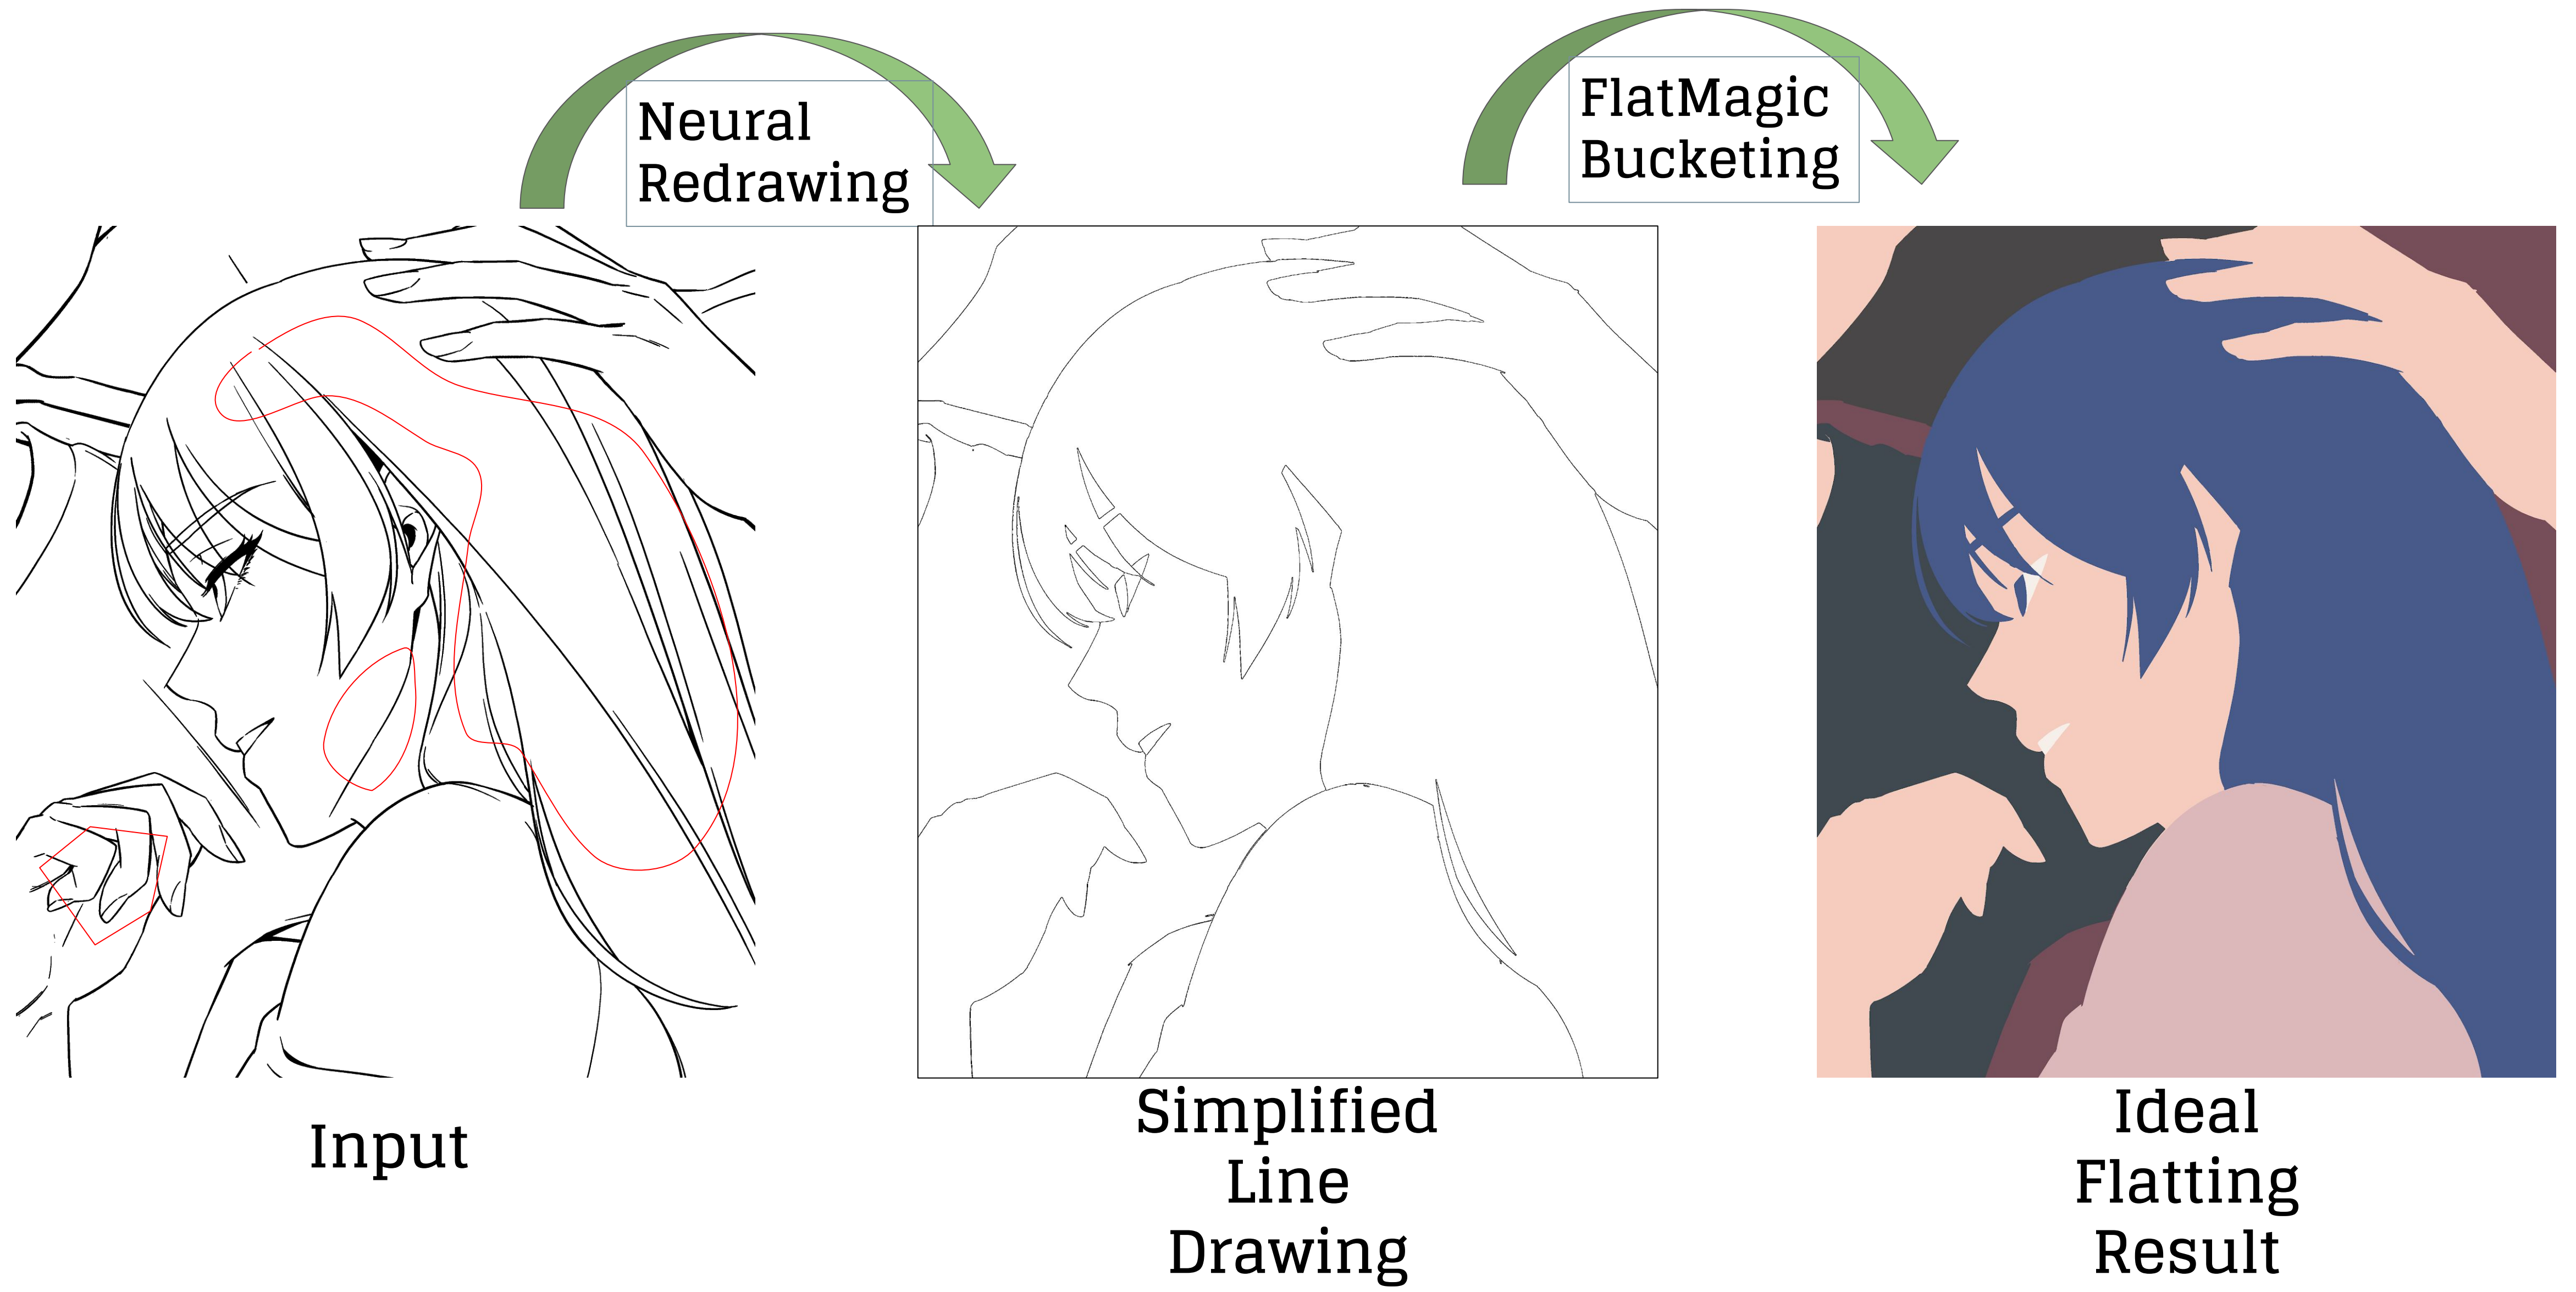 Neural
Redrawing
FlatMagic
Bucketing
Input
Simplified
Line
Drawing
Ideal
Flatting
Result